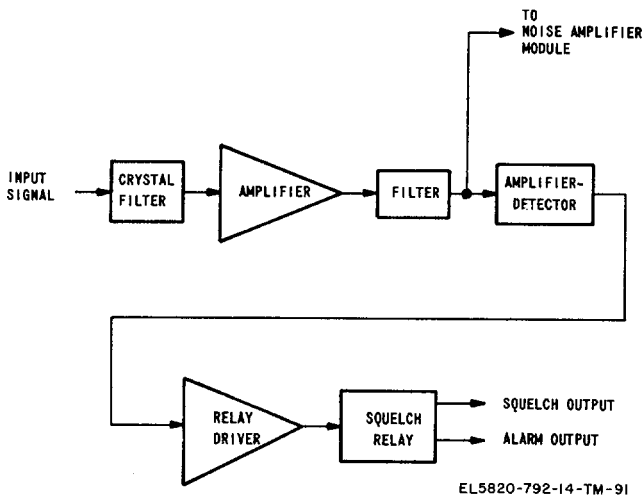 TO
NOISE AMPLIFIER
MODULE
INPUT
SIGNAL
CRYSTAL
FILTER
AMPLIFIER
FILTER
AMPLIFIER-
DETECTOR
RELAY
DRIVER
SQUELCH
RELAY
SQUELCH OUTPUT
ALARM OUTPUT
EL5820-792-14-TM-91